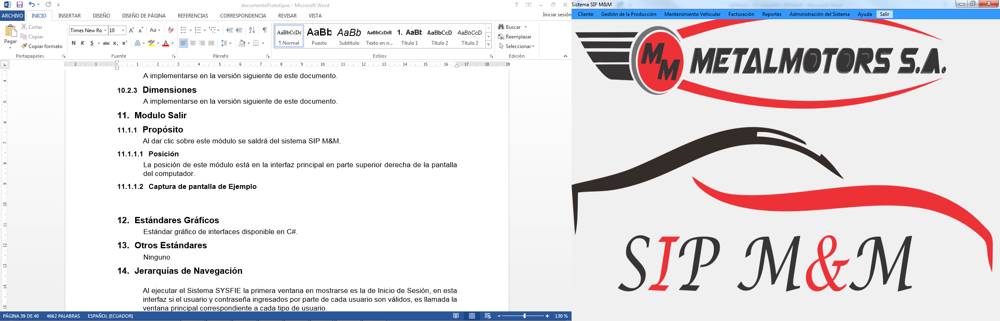 documentoPrototipos - Microsoft Word
ARCHIVO INICIO INSERTAR DISEÑO DISEÑO DE PÁGINA REFERENCIAS CORRESPONDENCIA REVISAR VISTA Iniciar sesión
Cortar
Copiar
Copiar formato
Pegar
Portapapeles
Times New Ro 10
N K S abc x₂ x²
Fuente
Párrafo
AaBbCcDc AaBb AaBb AaBbCcDdE 1. AaBb AaBbCcD AaBbCcD
¶ Normal Puesto Subtítulo Texto en n... Título 1 Título 2 Título 3
Estilos
Buscar
Reemplazar
Seleccionar
Edición
2 1 1 2 3 4 5 6 7 8 9 10 11 12 13 14 15 16 17 18 19
4 5 6 7 8 9 10 11 12 13 14 15
A implementarse en la versión siguiente de este documento.
10.2.3 Dimensiones
A implementarse en la versión siguiente de este documento.
11. Modulo Salir
11.1.1 Propósito
Al dar clic sobre este módulo se saldrá del sistema SIP M&M.
11.1.1.1 Posición
La posición de este módulo está en la interfaz principal en parte superior derecha de la pantalla
del computador.
11.1.1.2 Captura de pantalla de Ejemplo
12. Estándares Gráficos
Estándar gráfico de interfaces disponible en C#.
13. Otros Estándares
Ninguno
14. Jerarquías de Navegación
Al ejecutar el Sistema SYSFIE la primera ventana en mostrarse es la de Inicio de Sesión, en esta
interfaz si el usuario y contraseña ingresados por parte de cada usuario son válidos, es llamada la
ventana principal correspondiente a cada tipo de usuario.
PÁGINA 39 DE 40 4662 PALABRAS ESPAÑOL (ECUADOR) 130 %
Sistema SIP M&M
Cliente Gestión de la Producción Mantenimiento Vehicular Facturación Reportes Administración del Sistema Ayuda Salir
MM METALMOTORS S.A.
SIP M&M